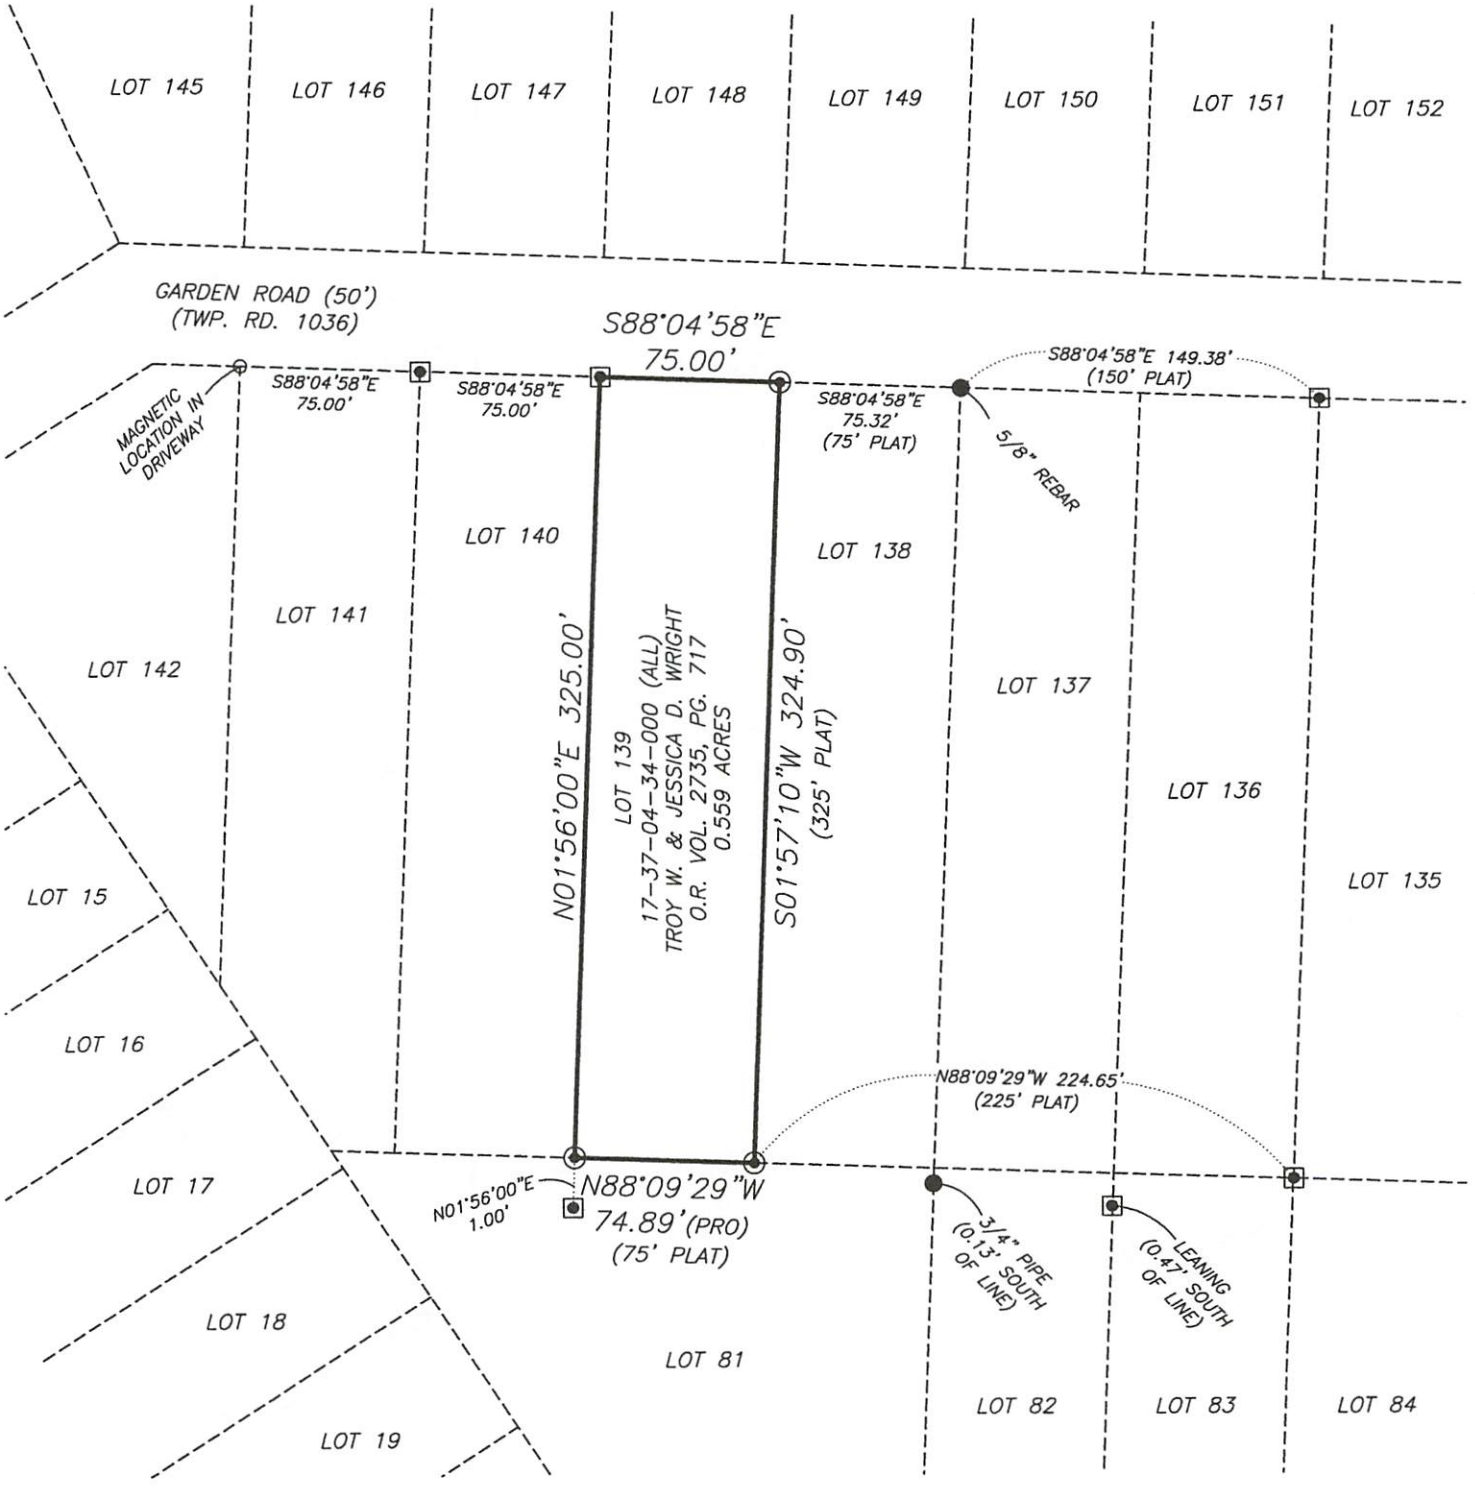 LOT 145
LOT 146
LOT 147
LOT 148
LOT 149
LOT 150
LOT 151
LOT 152
GARDEN ROAD (50')
(TWP. RD. 1036)
S88°04'58"E
75.00'
S88°04'58"E 149.38'
(150' PLAT)
S88°04'58"E
75.00'
S88°04'58"E
75.00'
S88°04'58"E
75.32'
(75' PLAT)
MAGNETIC
LOCATION IN
DRIVEWAY
5/8" REBAR
LOT 142
LOT 141
LOT 140
N01°56'00"E 325.00'
LOT 139
17-37-04-34-000 (ALL)
TROY W. & JESSICA D. WRIGHT
O.R. VOL. 2735, PG. 717
0.559 ACRES
S01°57'10"W 324.90'
(325' PLAT)
LOT 138
LOT 137
LOT 136
LOT 135
LOT 15
LOT 16
LOT 17
LOT 18
LOT 19
N88°09'29"W 224.65'
(225' PLAT)
N01°56'00"E
1.00'
N88°09'29"W
74.89'(PRO)
(75' PLAT)
3/4" PIPE
(0.13' SOUTH
OF LINE)
LEANING
(0.47' SOUTH
OF LINE)
LOT 81
LOT 82
LOT 83
LOT 84